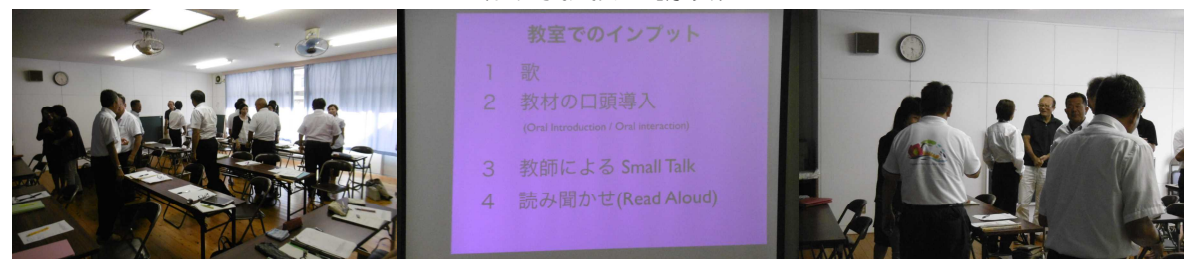 教室でのインプット
1 歌
2 教材の口頭導入
(Oral Introduction / Oral interaction)
3 教師による Small Talk
4 読み聞かせ(Read Aloud)